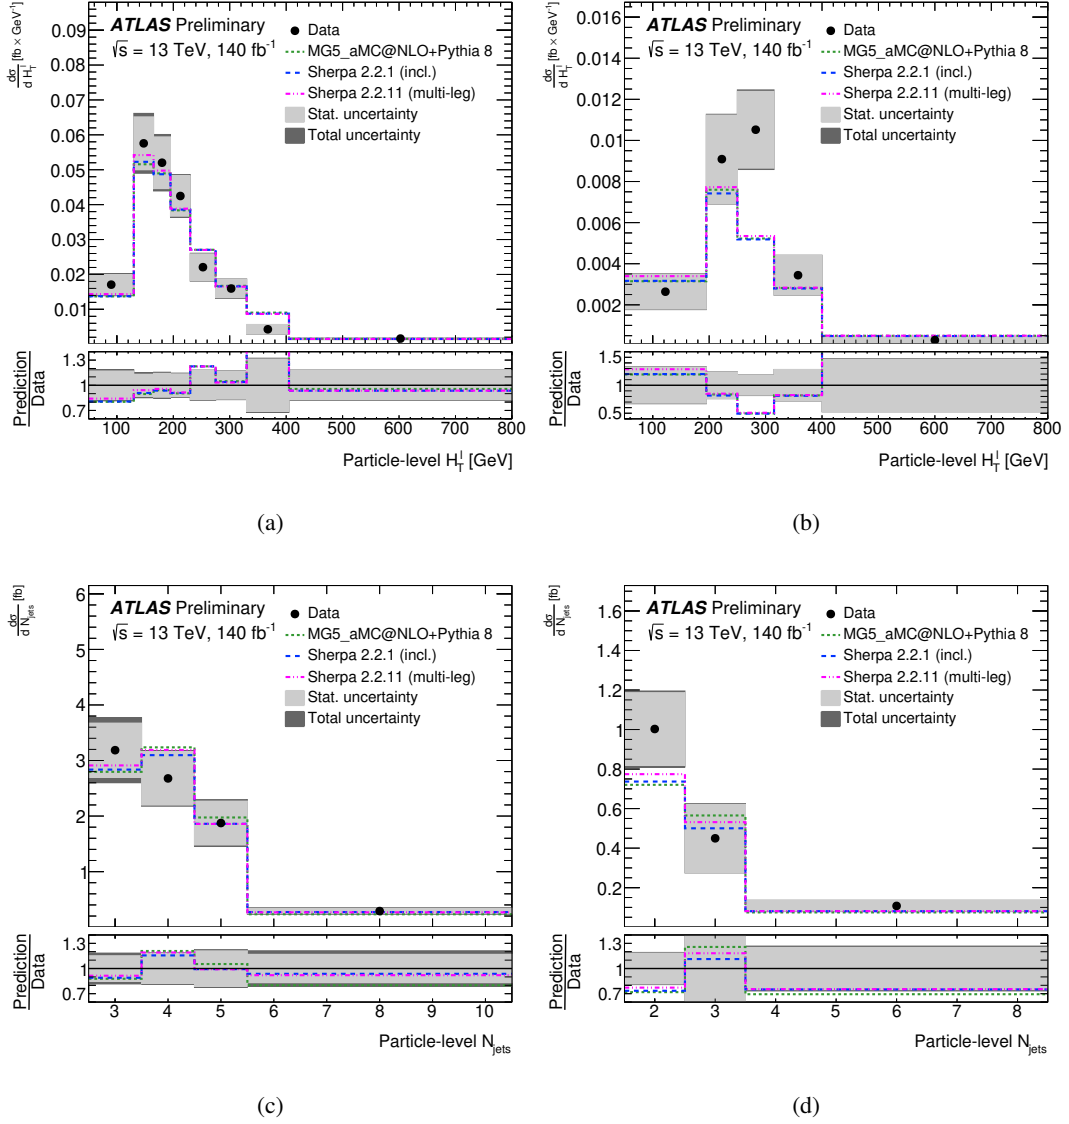 ATLAS Preliminary
√s = 13 TeV, 140 fb⁻¹
Data
MG5_aMC@NLO+Pythia 8
Sherpa 2.2.1 (incl.)
Sherpa 2.2.11 (multi-leg)
Stat. uncertainty
Total uncertainty
dσ / d H_T^l [fb × GeV⁻¹]
0.09
0.08
0.07
0.06
0.05
0.04
0.03
0.02
0.01
Prediction / Data
1.3
1
0.7
100 200 300 400 500 600 700 800
Particle-level H_T^l [GeV]
(a)
ATLAS Preliminary
√s = 13 TeV, 140 fb⁻¹
Data
MG5_aMC@NLO+Pythia 8
Sherpa 2.2.1 (incl.)
Sherpa 2.2.11 (multi-leg)
Stat. uncertainty
Total uncertainty
dσ / d H_T^l [fb × GeV⁻¹]
0.016
0.014
0.012
0.01
0.008
0.006
0.004
0.002
Prediction / Data
1.5
1
0.5
100 200 300 400 500 600 700 800
Particle-level H_T^l [GeV]
(b)
ATLAS Preliminary
√s = 13 TeV, 140 fb⁻¹
Data
MG5_aMC@NLO+Pythia 8
Sherpa 2.2.1 (incl.)
Sherpa 2.2.11 (multi-leg)
Stat. uncertainty
Total uncertainty
dσ / d N_jets [fb]
6
5
4
3
2
1
Prediction / Data
1.3
1
0.7
3 4 5 6 7 8 9 10
Particle-level N_jets
(c)
ATLAS Preliminary
√s = 13 TeV, 140 fb⁻¹
Data
MG5_aMC@NLO+Pythia 8
Sherpa 2.2.1 (incl.)
Sherpa 2.2.11 (multi-leg)
Stat. uncertainty
Total uncertainty
dσ / d N_jets [fb]
1.6
1.4
1.2
1
0.8
0.6
0.4
0.2
Prediction / Data
1.3
1
0.7
2 3 4 5 6 7 8
Particle-level N_jets
(d)